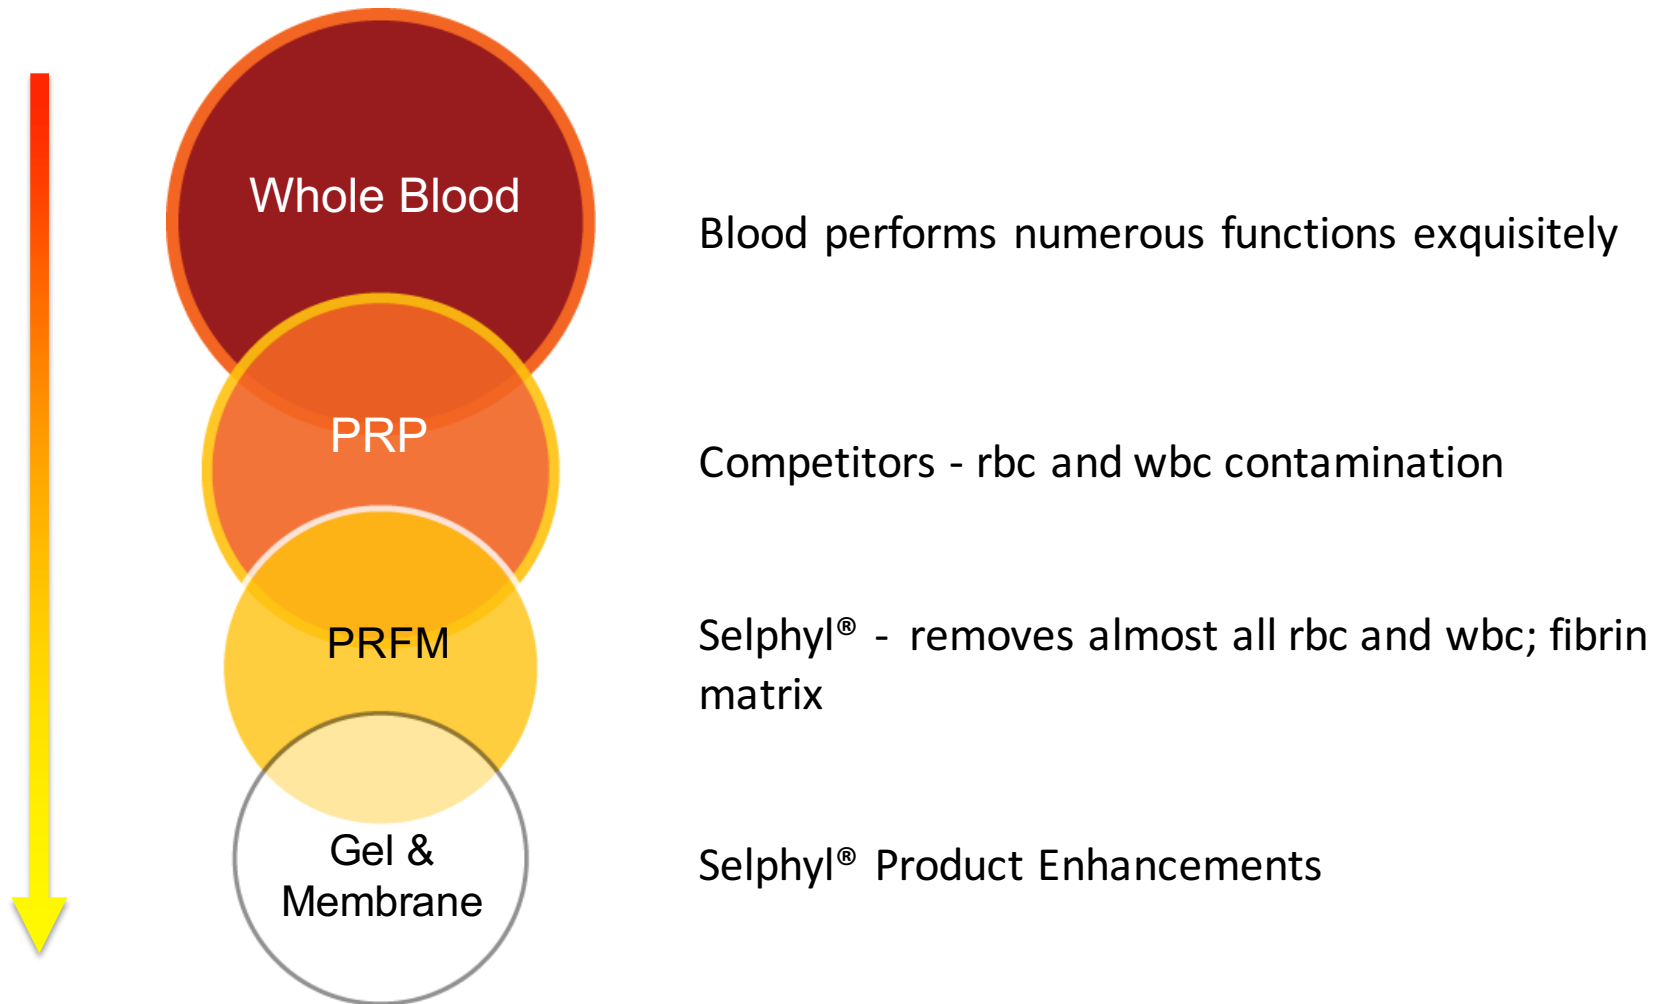 Whole Blood
Blood performs numerous functions exquisitely
PRP
Competitors - rbc and wbc contamination
PRFM
Selphyl® - removes almost all rbc and wbc; fibrin
matrix
Gel &
Membrane
Selphyl® Product Enhancements